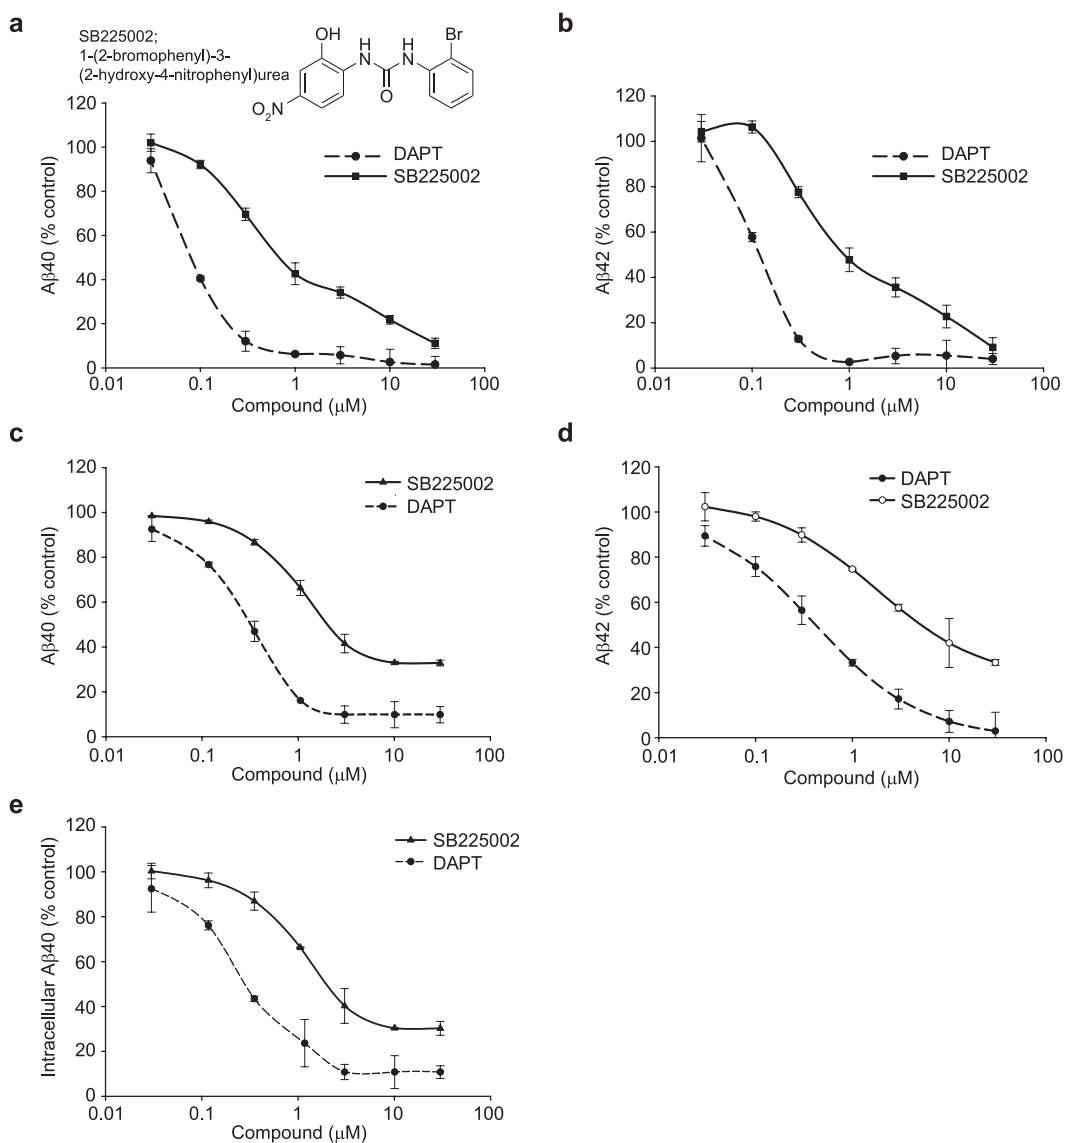 a
SB225002;
1-(2-bromophenyl)-3-
(2-hydroxy-4-nitrophenyl)urea
OH
H
N
H
N
Br
O
O₂N
120
100
80
60
40
20
0
Aβ40 (% control)
DAPT
SB225002
0.01 0.1 1 10 100
Compound (μM)
b
120
100
80
60
40
20
0
Aβ42 (% control)
DAPT
SB225002
0.01 0.1 1 10 100
Compound (μM)
c
120
100
80
60
40
20
0
Aβ40 (% control)
SB225002
DAPT
0.01 0.1 1 10 100
Compound (μM)
d
120
100
80
60
40
20
0
Aβ42 (% control)
DAPT
SB225002
0.01 0.1 1 10 100
Compound (μM)
e
120
100
80
60
40
20
0
Intracellular Aβ40 (% control)
SB225002
DAPT
0.01 0.1 1 10 100
Compound (μM)